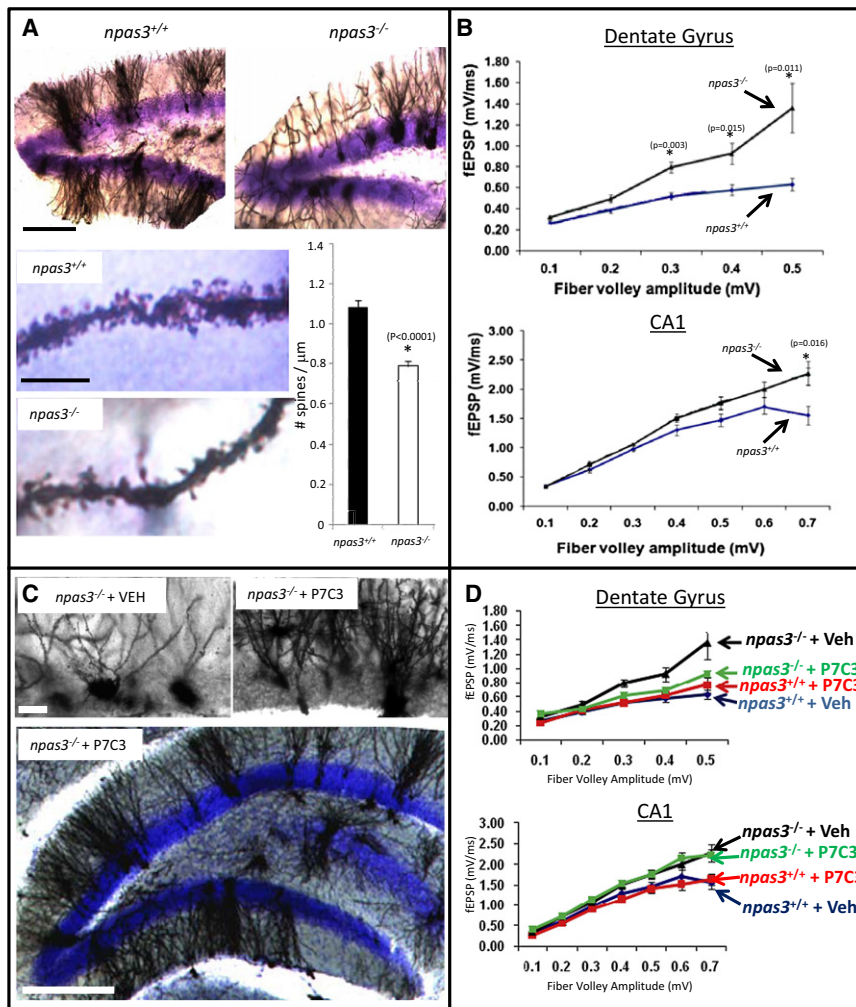 A
npas3+/+
npas3-/-
npas3+/+
npas3-/-
# spines / μm
1.4
1.2
1.0
0.8
0.6
0.4
0.2
0
(P<0.0001)
*
npas3+/+ npas3-/-
B
Dentate Gyrus
fEPSP (mV/ms)
1.80
1.60
1.40
1.20
1.00
0.80
0.60
0.40
0.20
0.00
npas3-/-
(p=0.003)
*
(p=0.015)
*
(p=0.011)
*
npas3+/+
0.1 0.2 0.3 0.4 0.5
Fiber volley amplitude (mV)
CA1
fEPSP (mV/ms)
3.00
2.50
2.00
1.50
1.00
0.50
0.00
npas3-/-
(p=0.016)
*
npas3+/+
0.1 0.2 0.3 0.4 0.5 0.6 0.7
Fiber volley amplitude (mV)
C
npas3-/- + VEH
npas3-/- + P7C3
npas3-/- + P7C3
D
Dentate Gyrus
fEPSP (mV/ms)
1.80
1.60
1.40
1.20
1.00
0.80
0.60
0.40
0.20
0.00
npas3-/- + Veh
npas3-/- + P7C3
npas3+/+ + P7C3
npas3+/+ + Veh
0.1 0.2 0.3 0.4 0.5
Fiber Volley Amplitude (mV)
CA1
fEPSP (mV/ms)
3.00
2.50
2.00
1.50
1.00
0.50
0.00
npas3-/- + Veh
npas3-/- + P7C3
npas3+/+ + P7C3
npas3+/+ + Veh
0.1 0.2 0.3 0.4 0.5 0.6 0.7
Fiber Volley Amplitude (mV)